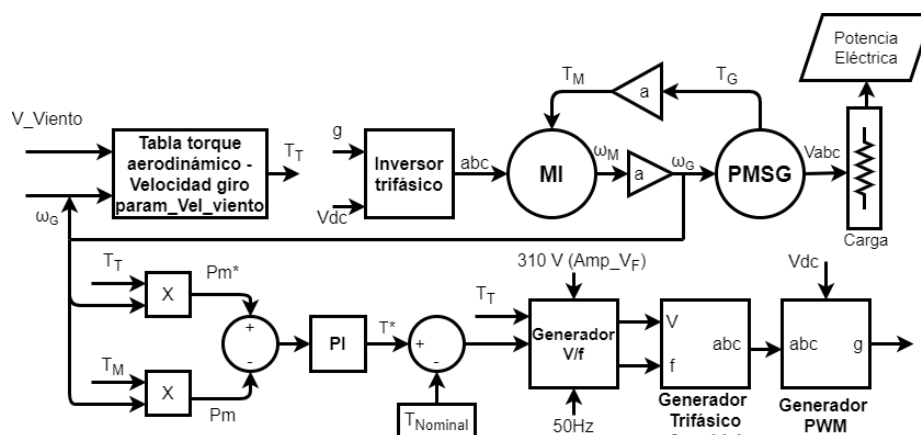 Potencia
Eléctrica
V_Viento
Tabla torque
aerodinámico -
Velocidad giro
param_Vel_viento
T_T
ω_G
g
Vdc
Inversor
trifásico
abc
T_M
a
T_G
MI
ω_M
a
ω_G
PMSG
Vabc
Carga
T_T
X
Pm*
T_M
X
Pm
+
-
PI
T*
+
-
T_Nominal
310 V (Amp_V_F)
T_T
Generador
V/f
50Hz
V
f
abc
Generador
Trifásico
Vdc
abc
g
Generador
PWM